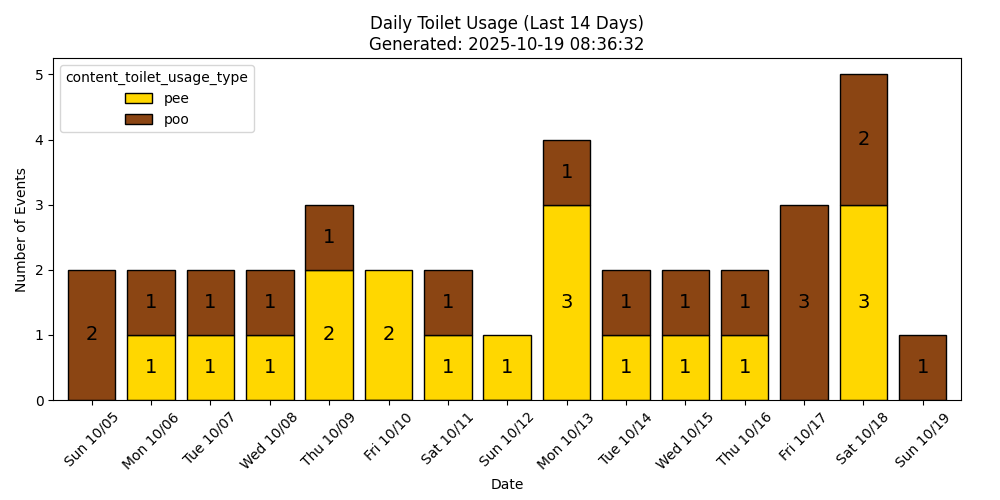 Daily Toilet Usage (Last 14 Days)
Generated: 2025-10-19 08:36:32
content_toilet_usage_type
pee
poo
Number of Events
5
4
3
2
1
0
2
1
1
1
1
1
1
1
2
2
1
1
1
1
3
1
1
1
1
1
1
3
2
3
1
Sun 10/05
Mon 10/06
Tue 10/07
Wed 10/08
Thu 10/09
Fri 10/10
Sat 10/11
Sun 10/12
Mon 10/13
Tue 10/14
Wed 10/15
Thu 10/16
Fri 10/17
Sat 10/18
Sun 10/19
Date